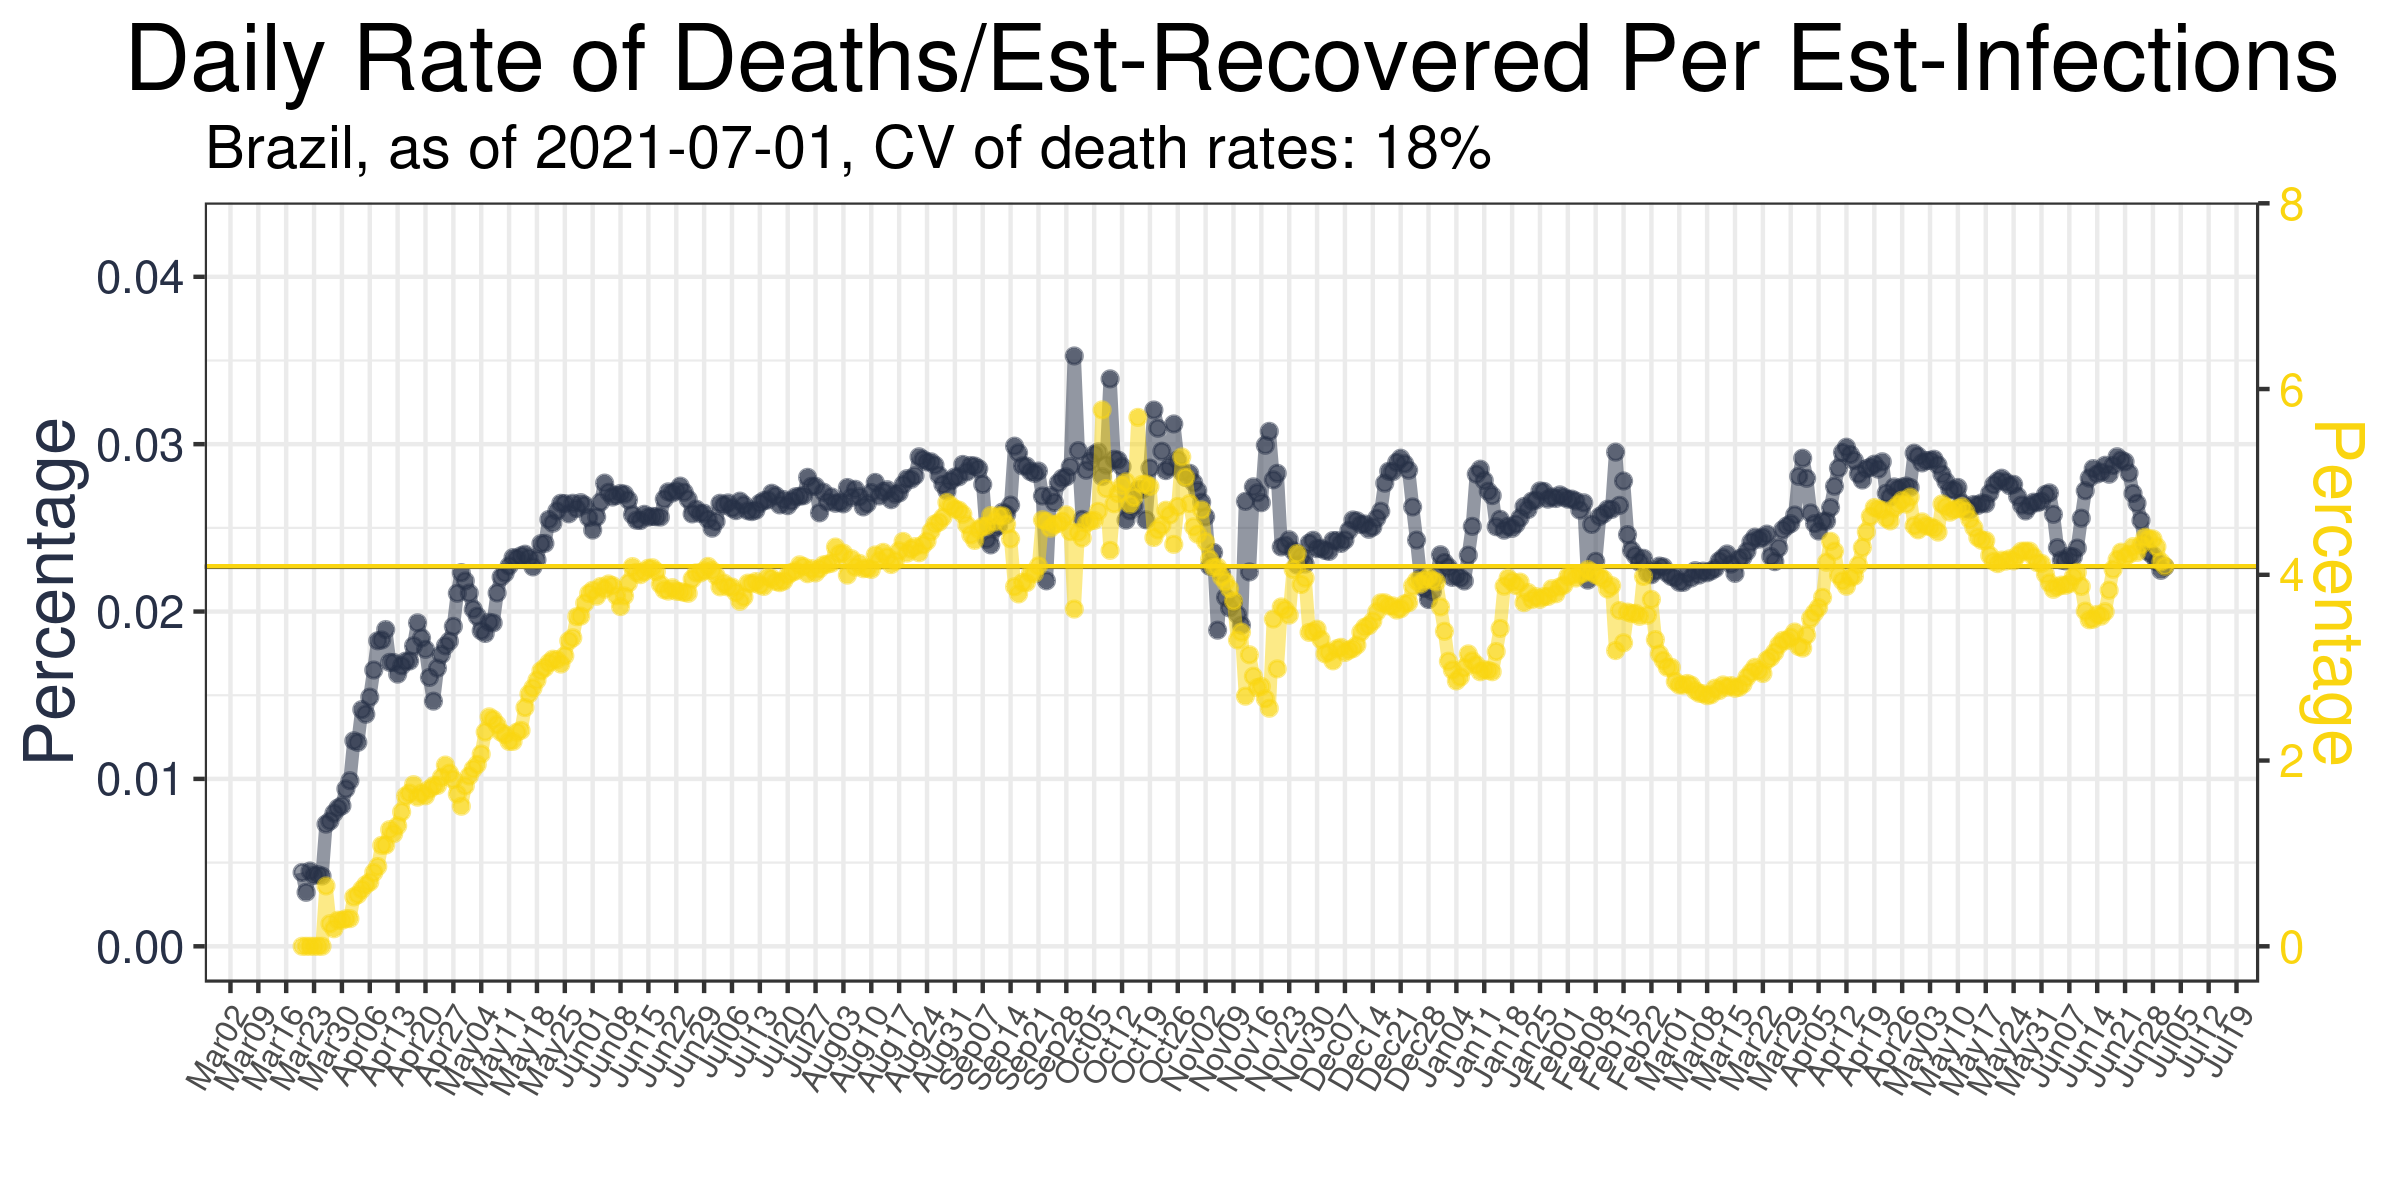 Daily Rate of Deaths/Est-Recovered Per Est-Infections
Brazil, as of 2021-07-01, CV of death rates: 18%
Percentage
0.04
0.03
0.02
0.01
0.00
8
6
4
2
0
Percentage
Mar02
Mar09
Mar16
Mar23
Mar30
Apr06
Apr13
Apr20
Apr27
May04
May11
May18
May25
Jun01
Jun08
Jun15
Jun22
Jun29
Jul06
Jul13
Jul20
Jul27
Aug03
Aug10
Aug17
Aug24
Aug31
Sep07
Sep14
Sep21
Sep28
Oct05
Oct12
Oct19
Oct26
Nov02
Nov09
Nov16
Nov23
Nov30
Dec07
Dec14
Dec21
Dec28
Jan04
Jan11
Jan18
Jan25
Feb01
Feb08
Feb15
Feb22
Mar01
Mar08
Mar15
Mar22
Mar29
Apr05
Apr12
Apr19
Apr26
May03
May10
May17
May24
May31
Jun07
Jun14
Jun21
Jun28
Jul05
Jul12
Jul19